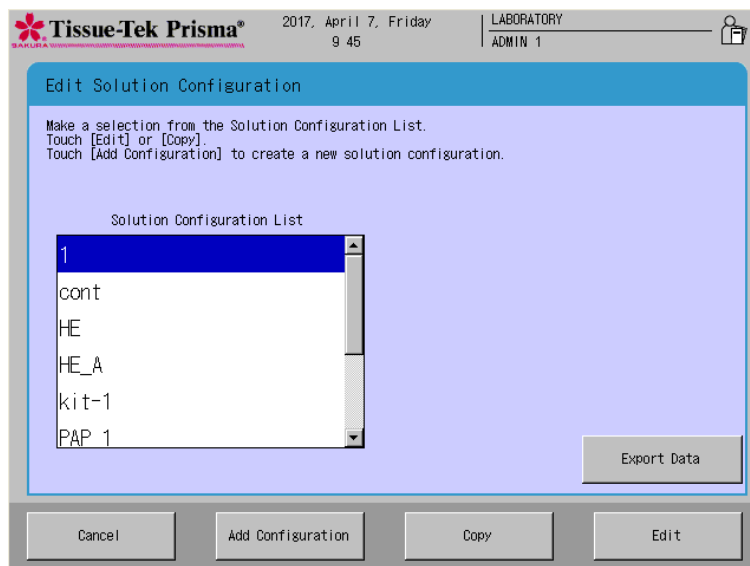 Tissue-Tek Prisma®
SAKURA
2017, April 7, Friday
9 45
LABORATORY
ADMIN 1
Edit Solution Configuration
Make a selection from the Solution Configuration List.
Touch [Edit] or [Copy].
Touch [Add Configuration] to create a new solution configuration.
Solution Configuration List
1
cont
HE
HE_A
kit-1
PAP 1
Export Data
Cancel
Add Configuration
Copy
Edit